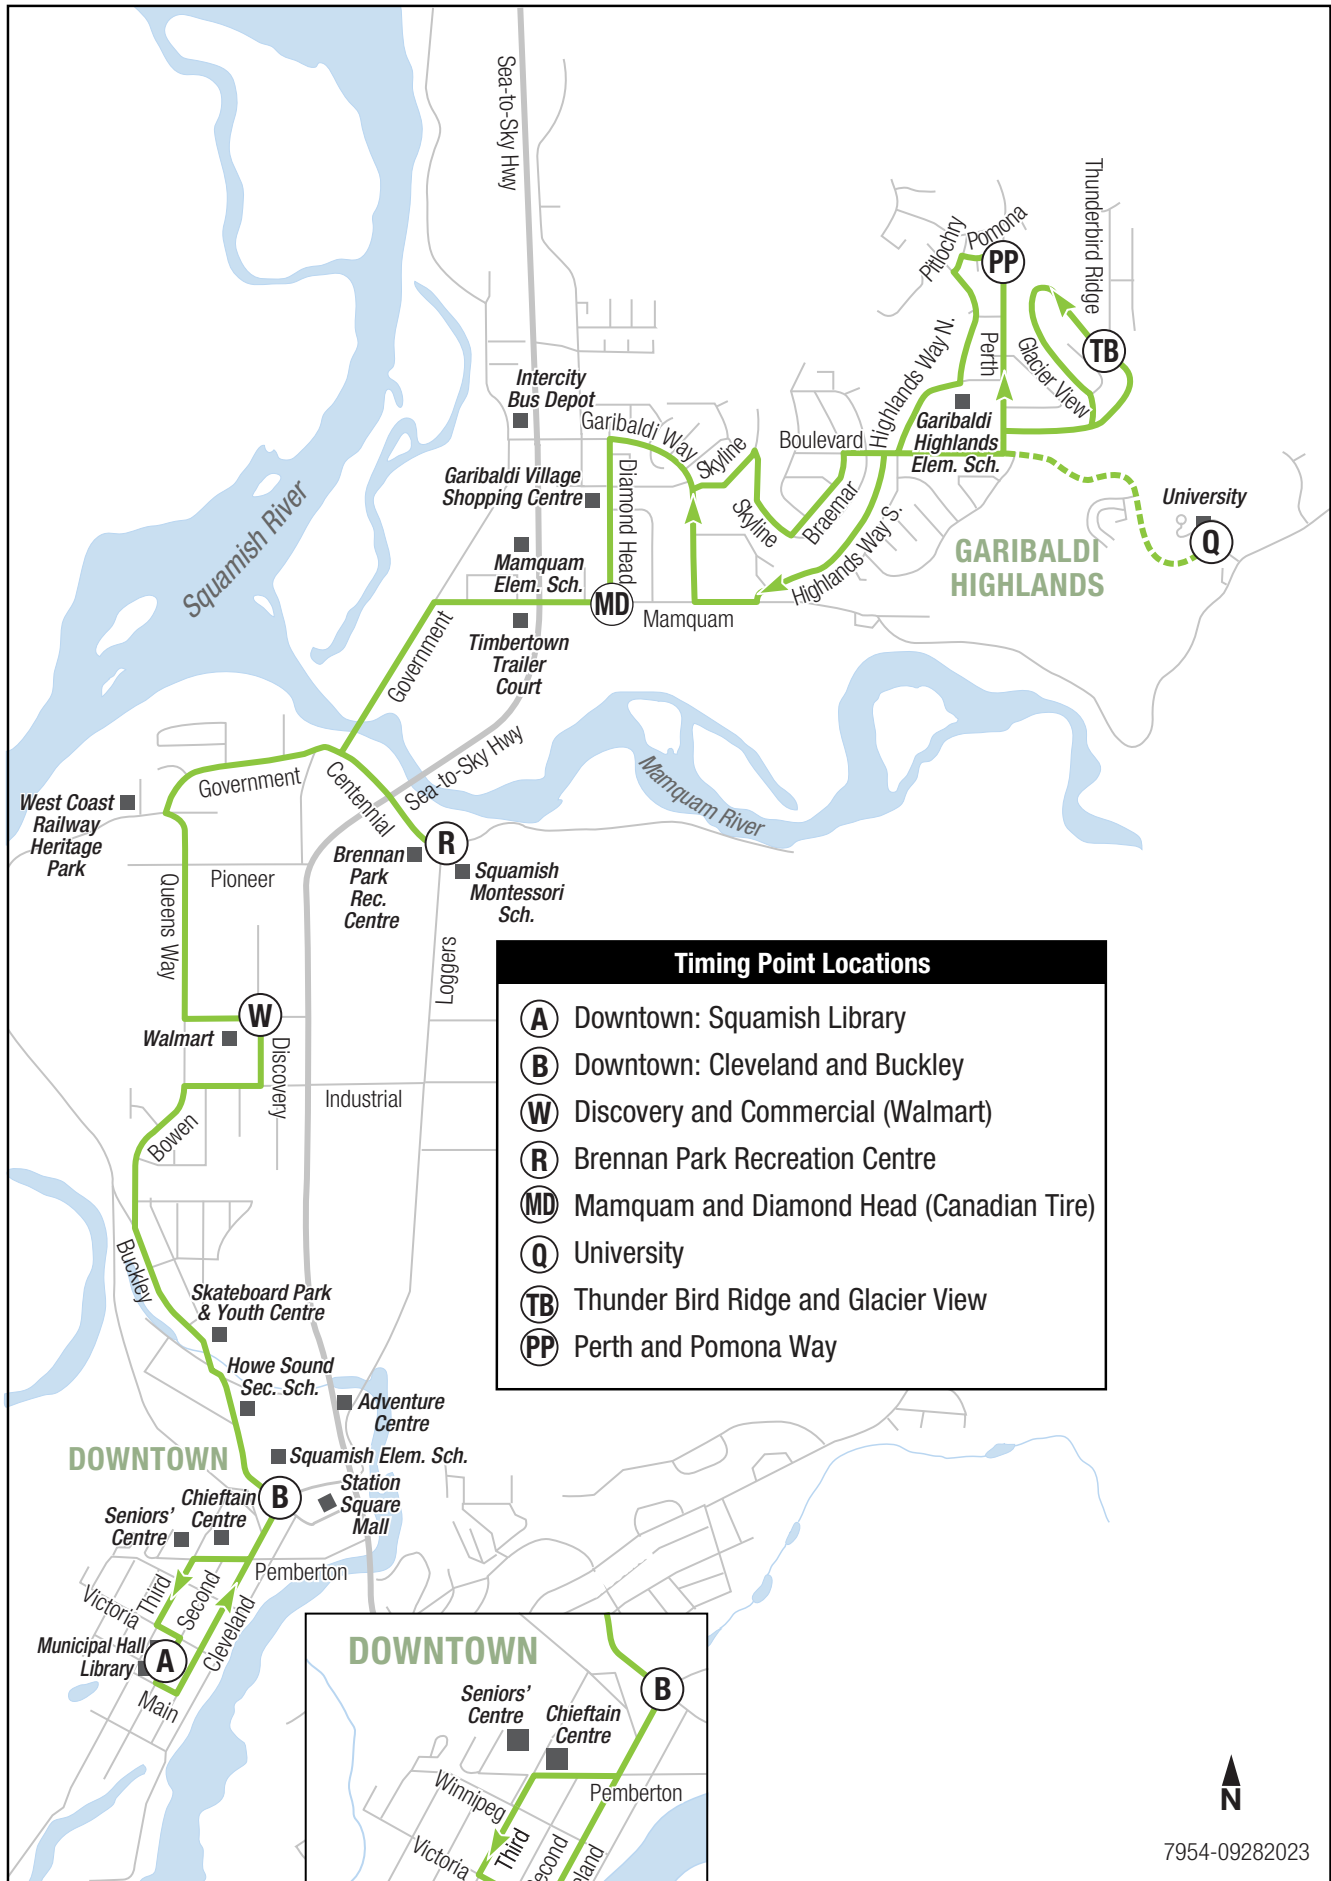 Sea-to-Sky Hwy
Thunderbird Ridge
Pitlochry
Pomona
PP
Perth
Glacier View
TB
Highlands Way N.
Intercity
Bus Depot
Garibaldi Way
Skyline
Boulevard
Garibaldi
Highlands
Elem. Sch.
Garibaldi Village
Shopping Centre
Diamond Head
Skyline
Braemar
Highlands Way S.
University
Q
GARIBALDI
HIGHLANDS
Squamish River
Mamquam
Elem. Sch.
MD
Mamquam
Government
Timbertown
Trailer
Court
Sea-to-Sky Hwy
Mamquam River
Government
Centennial
West Coast
Railway
Heritage
Park
R
Brennan
Park
Rec.
Centre
Squamish
Montessori
Sch.
Pioneer
Queens Way
Loggers
W
Walmart
Discovery
Industrial
Bowen
Timing Point Locations
A Downtown: Squamish Library
B Downtown: Cleveland and Buckley
W Discovery and Commercial (Walmart)
R Brennan Park Recreation Centre
MD Mamquam and Diamond Head (Canadian Tire)
Q University
TB Thunder Bird Ridge and Glacier View
PP Perth and Pomona Way
Buckley
Skateboard Park
& Youth Centre
Howe Sound
Sec. Sch.
Adventure
Centre
DOWNTOWN
Squamish Elem. Sch.
B
Station
Square
Mall
Chieftain
Centre
Seniors'
Centre
Pemberton
Victoria
Third
Second
Cleveland
Municipal Hall
Library
A
Main
DOWNTOWN
B
Seniors'
Centre
Chieftain
Centre
Winnipeg
Pemberton
Victoria
Third
Second
eland
N
7954-09282023